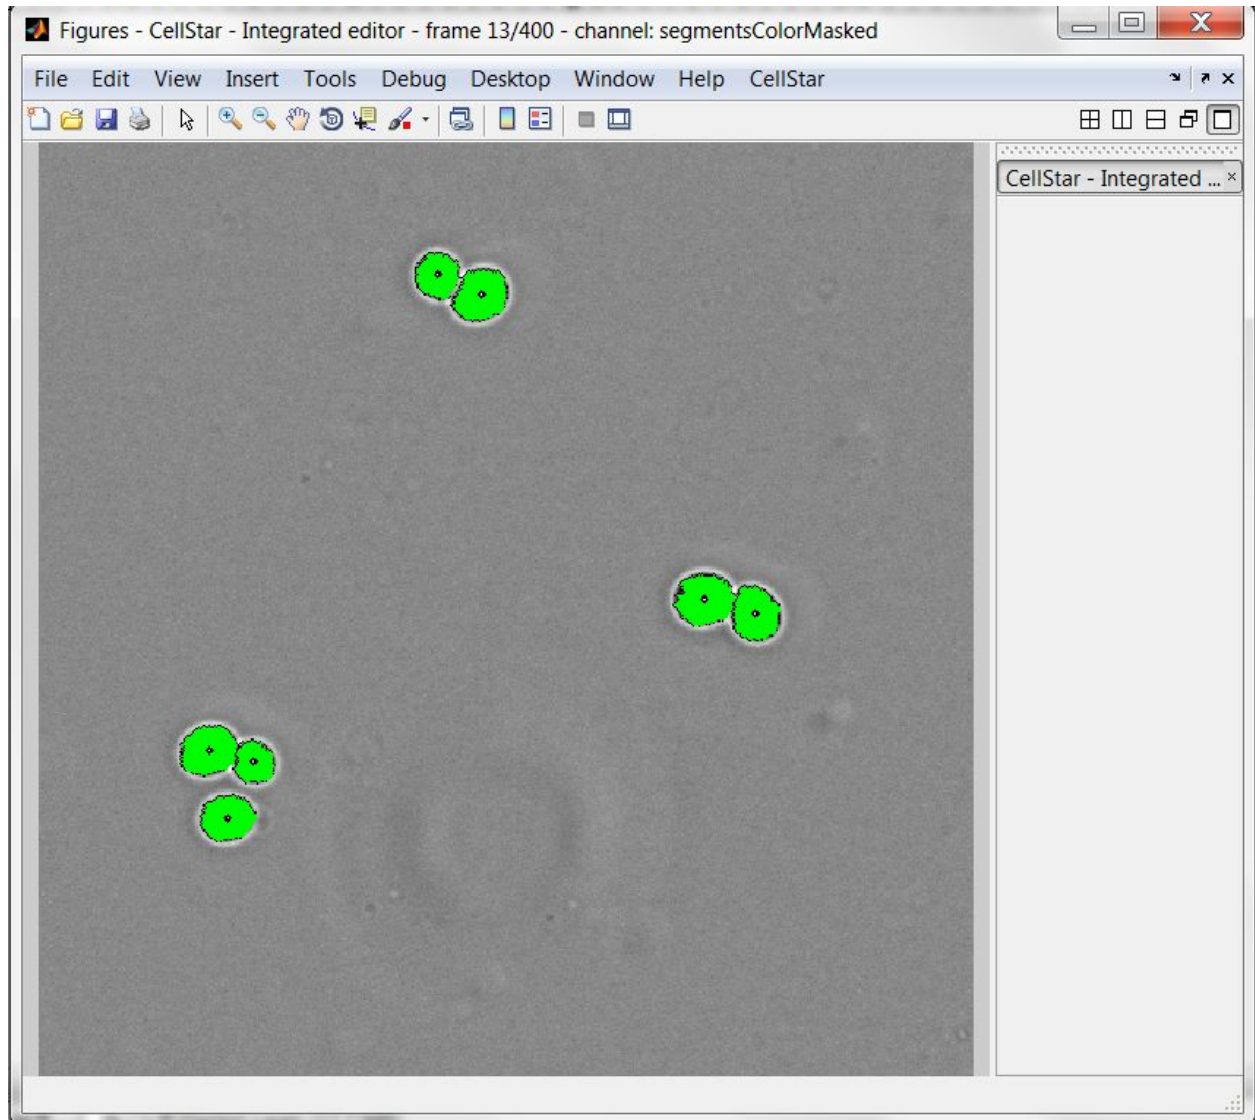 Figures - CellStar - Integrated editor - frame 13/400 - channel: segmentsColorMasked
File Edit View Insert Tools Debug Desktop Window Help CellStar
CellStar - Integrated ...